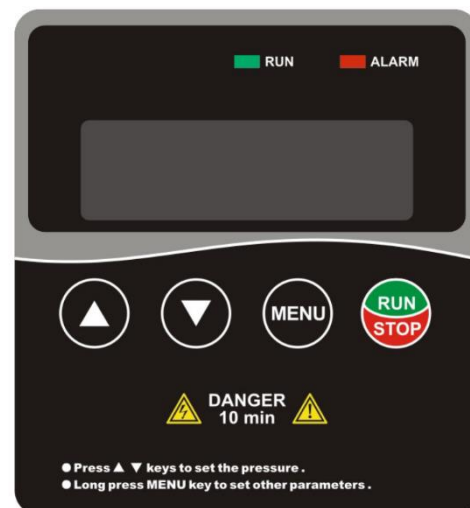 RUN ALARM
MENU
RUN
STOP
DANGER
10 min
● Press ▲ ▼ keys to set the pressure .
● Long press MENU key to set other parameters .